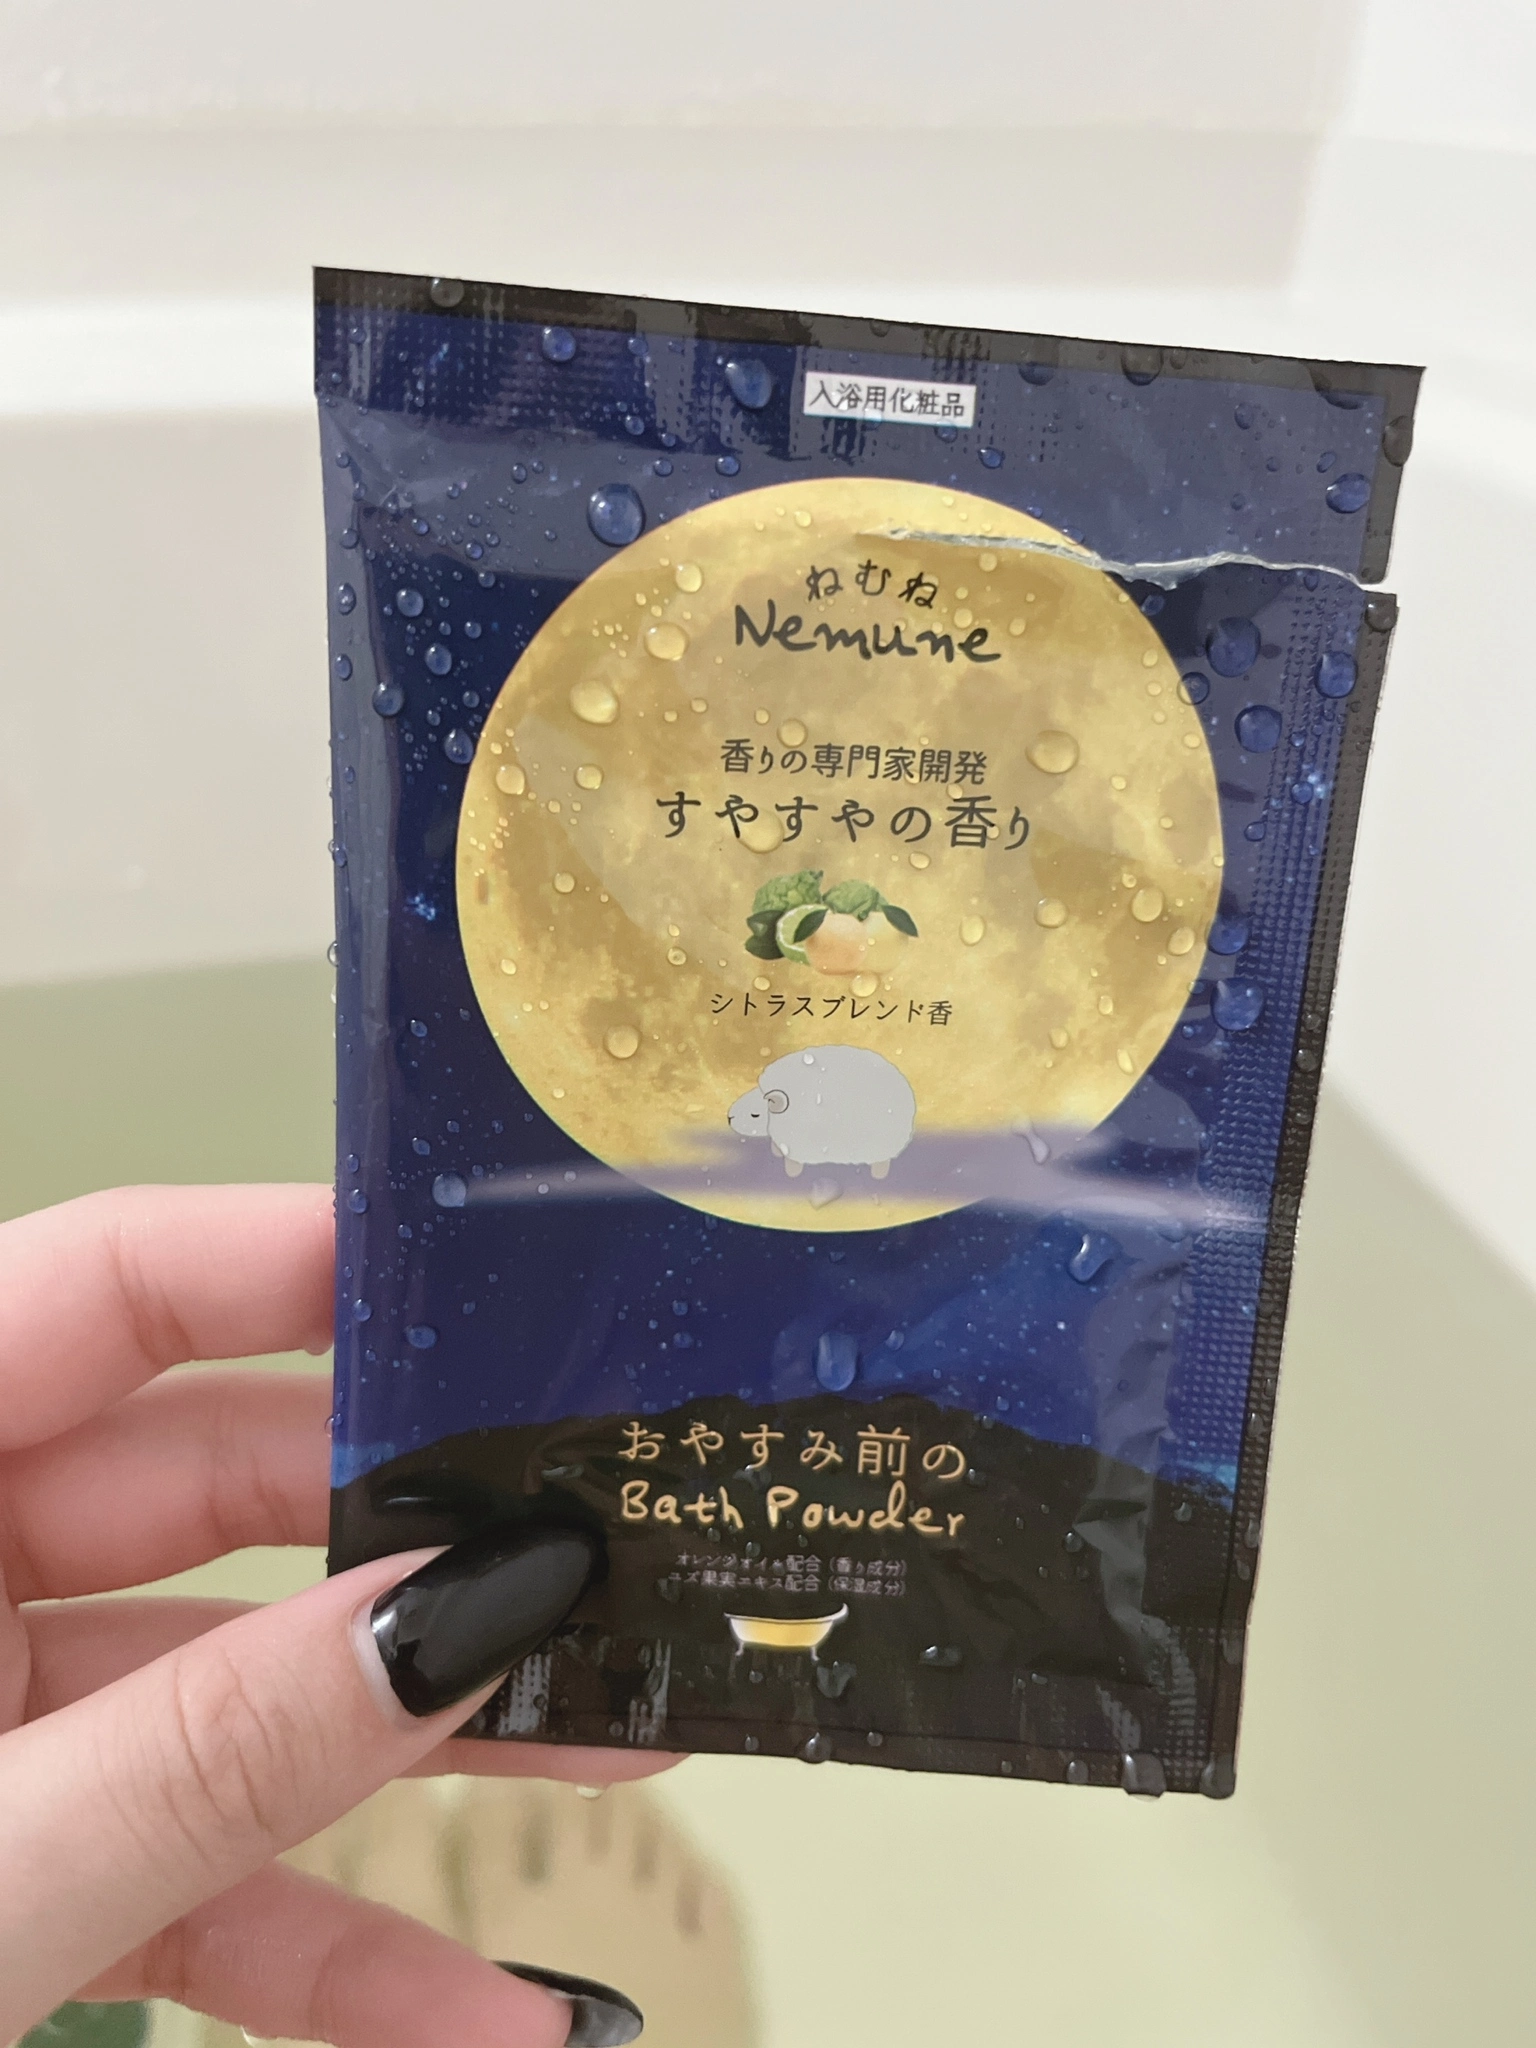 入浴用化粧品
ねむね
Nemune
香りの専門家開発
すやすやの香り
シトラスブレンド香
おやすみ前の
Bath Powder
オレンジオイル配合（香り成分）
ユズ果実エキス配合（保湿成分）